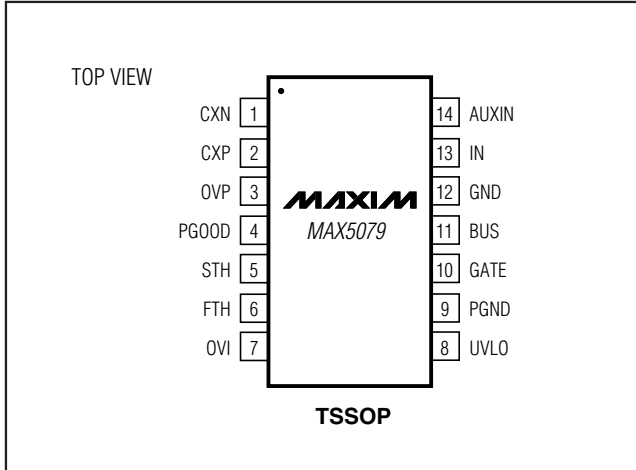 TOP VIEW
CXN 1
CXP 2
OVP 3
PGOOD 4
STH 5
FTH 6
OVI 7
MAXIM
MAX5079
14 AUXIN
13 IN
12 GND
11 BUS
10 GATE
9 PGND
8 UVLO
TSSOP